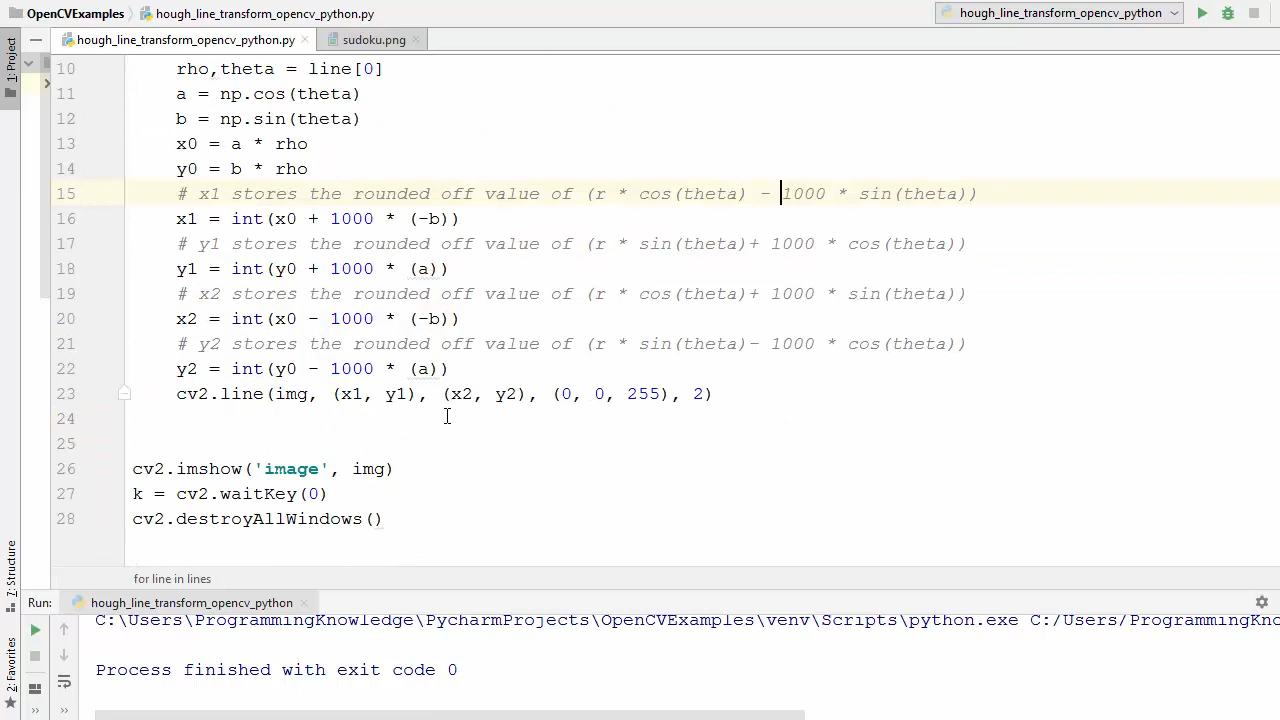 OpenCVExamples hough_line_transform_opencv_python.py hough_line_transform_opencv_python
1: Project hough_line_transform_opencv_python.py sudoku.png
10 rho,theta = line[0]
11 a = np.cos(theta)
12 b = np.sin(theta)
13 x0 = a * rho
14 y0 = b * rho
15 # x1 stores the rounded off value of (r * cos(theta) - 1000 * sin(theta))
16 x1 = int(x0 + 1000 * (-b))
17 # y1 stores the rounded off value of (r * sin(theta)+ 1000 * cos(theta))
18 y1 = int(y0 + 1000 * (a))
19 # x2 stores the rounded off value of (r * cos(theta)+ 1000 * sin(theta))
20 x2 = int(x0 - 1000 * (-b))
21 # y2 stores the rounded off value of (r * sin(theta)- 1000 * cos(theta))
22 y2 = int(y0 - 1000 * (a))
23 cv2.line(img, (x1, y1), (x2, y2), (0, 0, 255), 2)
24
25
26 cv2.imshow('image', img)
27 k = cv2.waitKey(0)
28 cv2.destroyAllWindows()
for line in lines
Z: Structure
Run: hough_line_transform_opencv_python
C:\Users\ProgrammingKnowledge\PycharmProjects\OpenCVExamples\venv\Scripts\python.exe C:/Users/ProgrammingKno
Process finished with exit code 0
2: Favorites